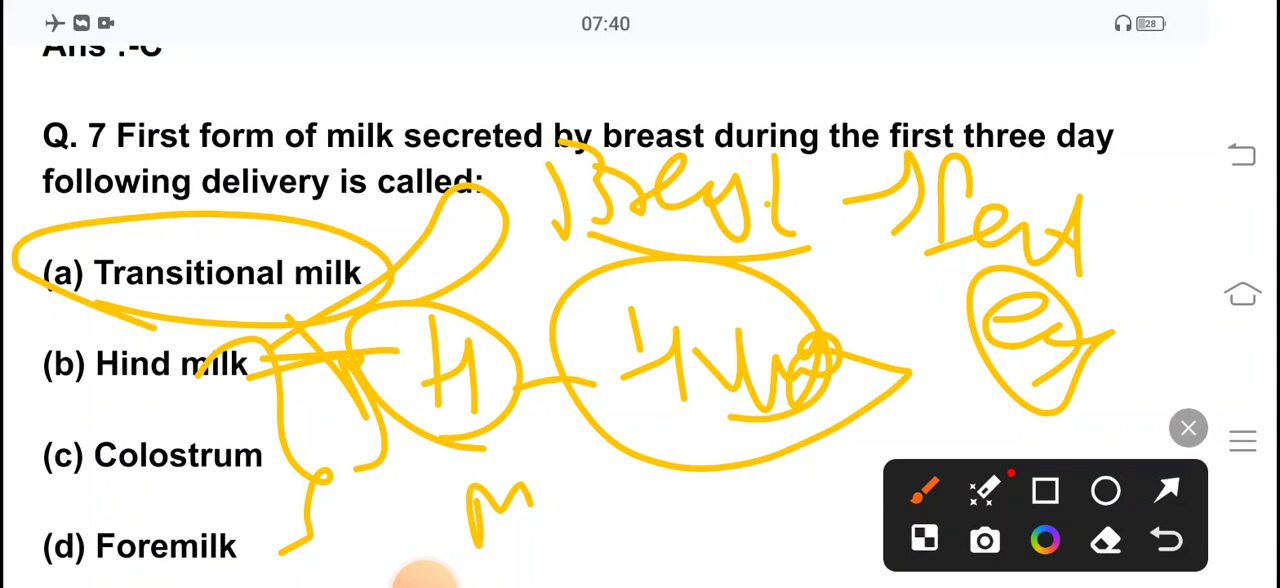 07:40
28
Ans :-C
Q. 7 First form of milk secreted by breast during the first three day
following delivery is called:
(a) Transitional milk
(b) Hind milk
(c) Colostrum
(d) Foremilk